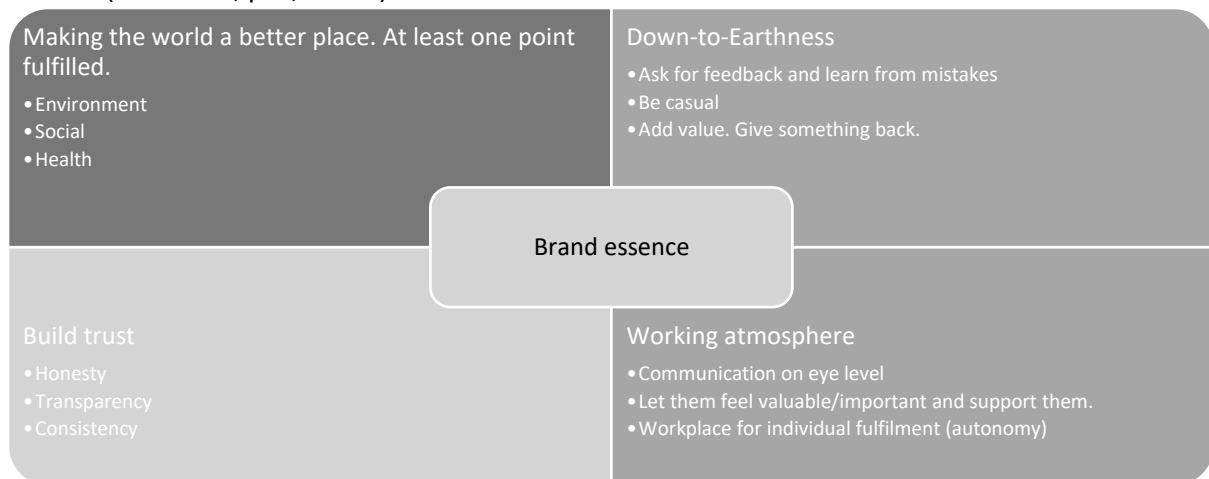 Making the world a better place. At least one point
fulfilled.
•Environment
•Social
•Health
Down-to-Earthness
•Ask for feedback and learn from mistakes
•Be casual
•Add value. Give something back.
Brand essence
Build trust
•Honesty
•Transparency
•Consistency
Working atmosphere
•Communication on eye level
•Let them feel valuable/important and support them.
•Workplace for individual fulfilment (autonomy)